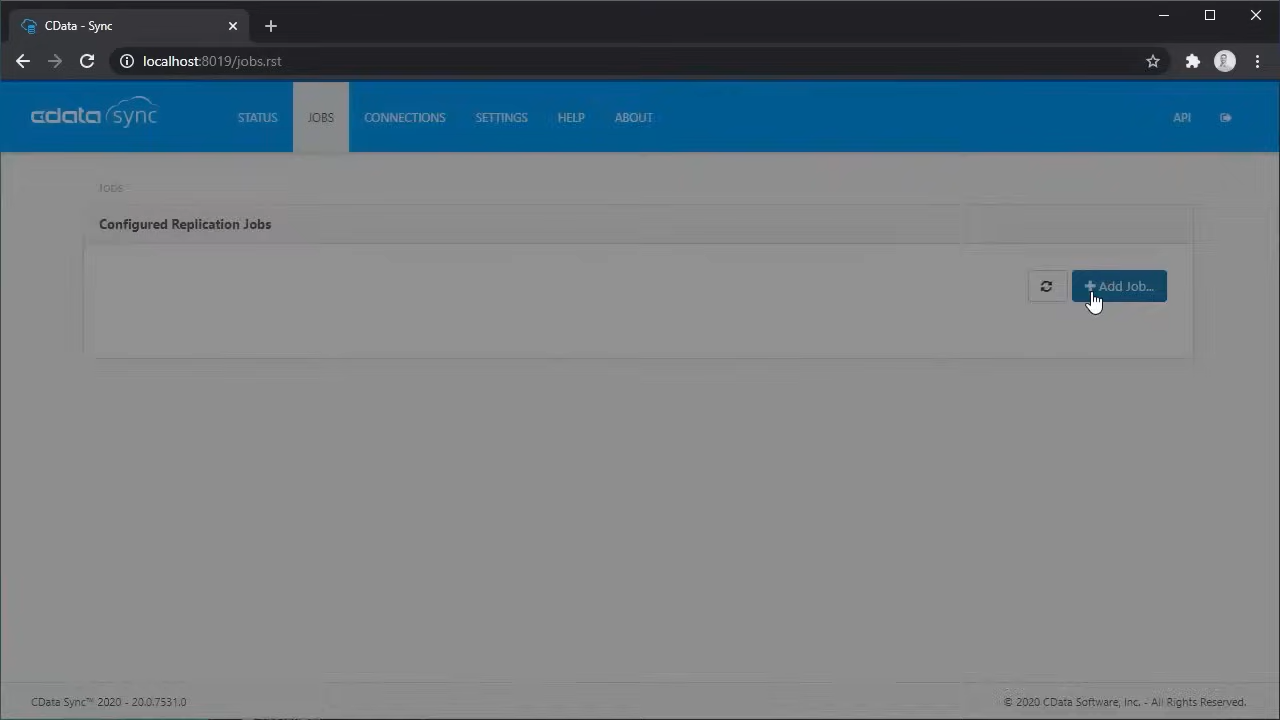 CData - Sync
localhost:8019/jobs.rst
cdata sync
STATUS
JOBS
CONNECTIONS
SETTINGS
HELP
ABOUT
API
Jobs
Configured Replication Jobs
Add Job...
CData Sync™ 2020 - 20.0.7531.0
© 2020 CData Software, Inc. - All Rights Reserved.